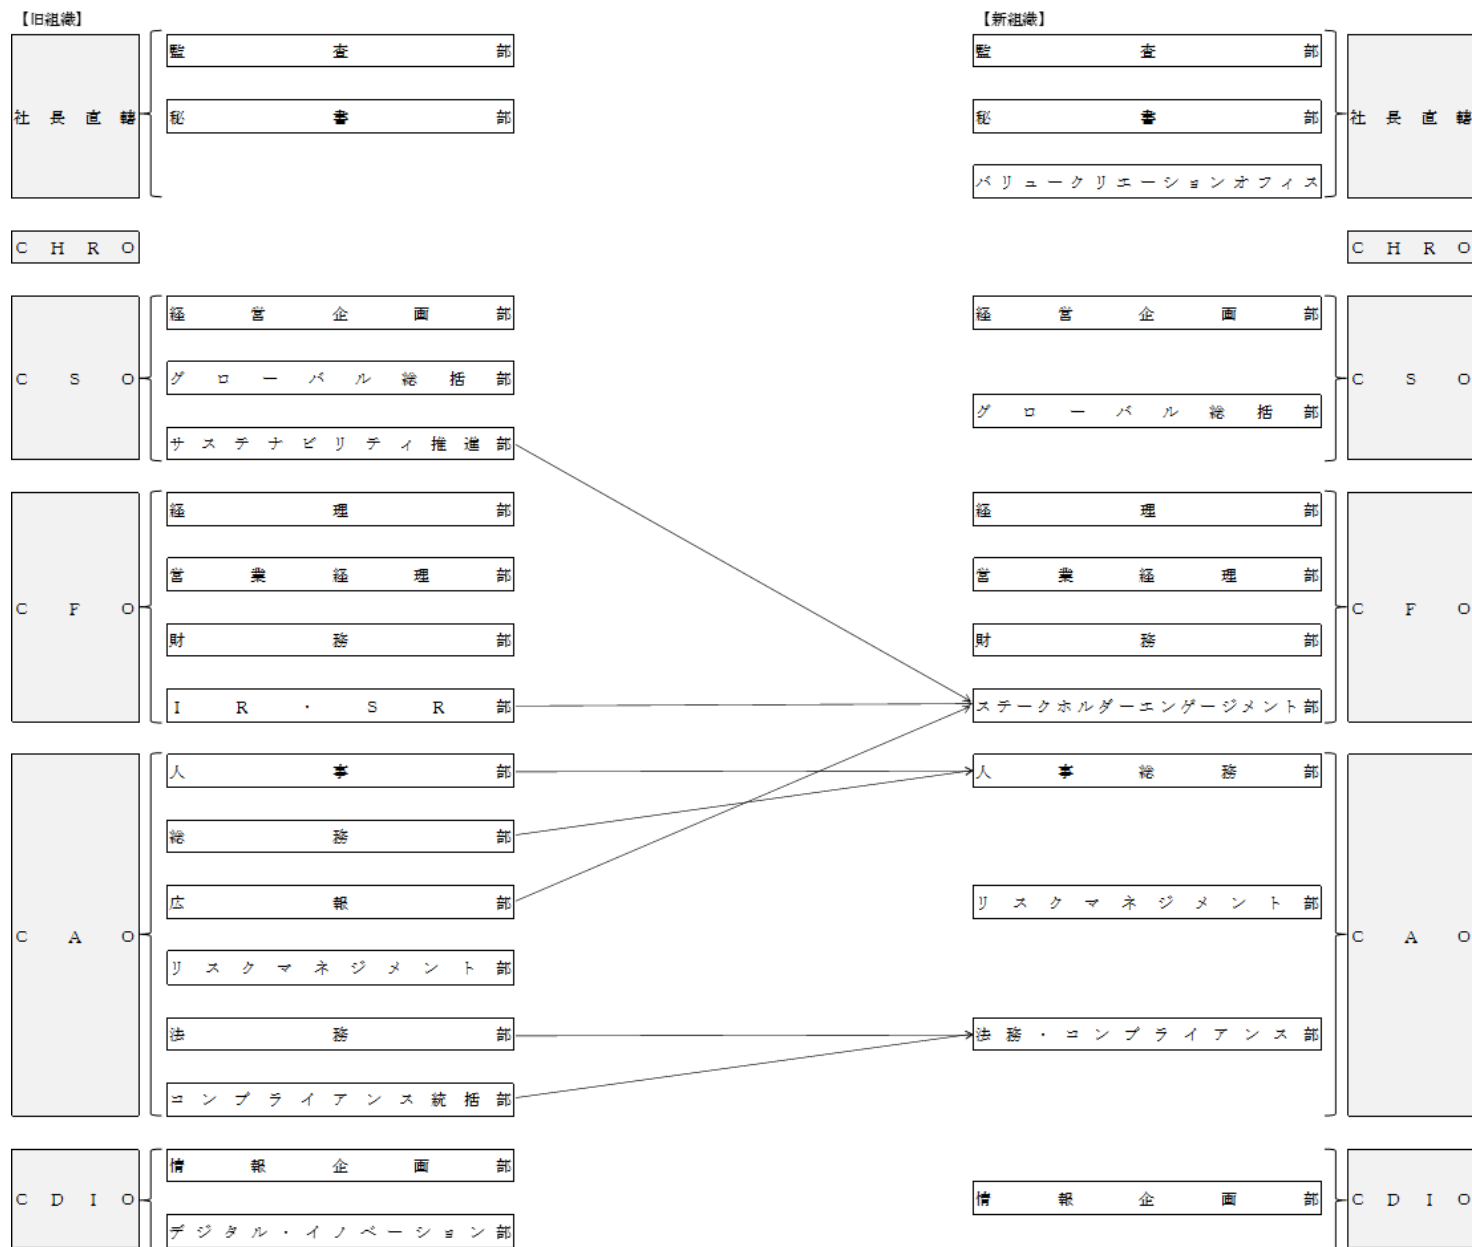 【旧組織】
【新組織】
社長直轄
監査部
秘書部
監査部
秘書部
バリュークリエーションオフィス
社長直轄
CHRO
CHRO
CSO
経営企画部
グローバル総括部
サステナビリティ推進部
経営企画部
グローバル総括部
CSO
CFO
経理部
営業経理部
財務部
IR・SR部
経理部
営業経理部
財務部
ステークホルダーエンゲージメント部
CFO
CAO
人事部
総務部
広報部
リスクマネジメント部
法務部
コンプライアンス統括部
人事総務部
リスクマネジメント部
法務・コンプライアンス部
CAO
CDIO
情報企画部
デジタル・イノベーション部
情報企画部
CDIO